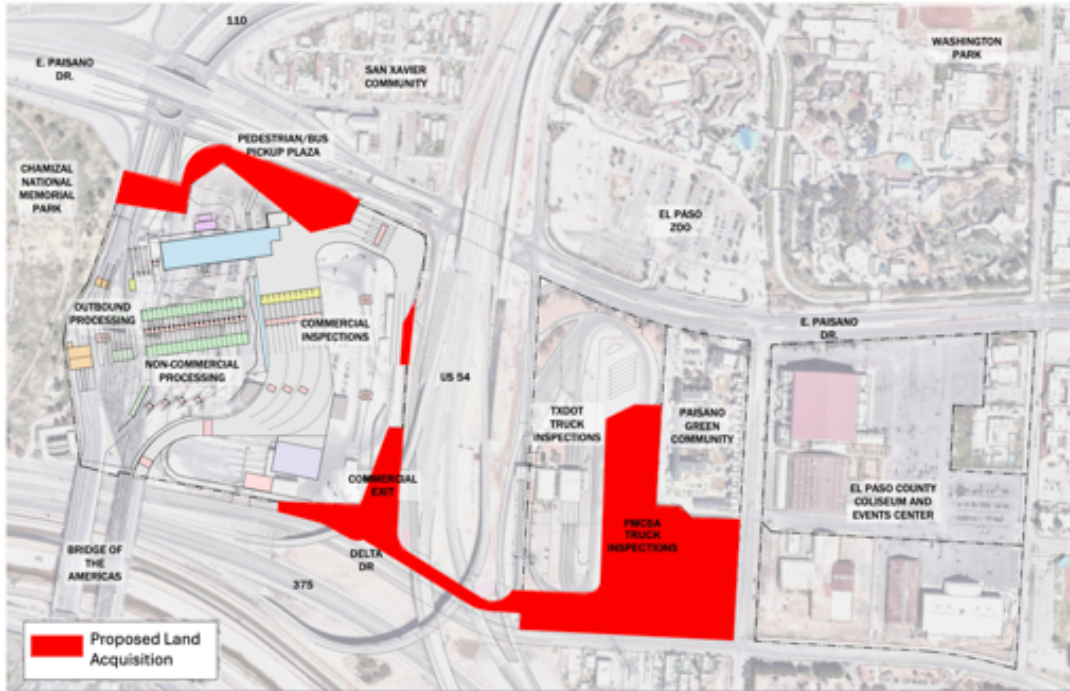 110
E. PAISANO
DR.
SAN XAVIER
COMMUNITY
WASHINGTON
PARK
PEDESTRIAN/BUS
PICKUP PLAZA
CHAMIZAL
NATIONAL
MEMORIAL
PARK
EL PASO
ZOO
OUTBOUND
PROCESSING
COMMERCIAL
INSPECTIONS
E. PAISANO
DR.
NON-COMMERCIAL
PROCESSING
US 54
TXDOT
TRUCK
INSPECTIONS
PAISANO
GREEN
COMMUNITY
COMMERCIAL
EXIT
EL PASO COUNTY
COLISEUM AND
EVENTS CENTER
FMCSA
TRUCK
INSPECTIONS
BRIDGE OF
THE
AMERICAS
DELTA
DR
375
Proposed Land
Acquisition